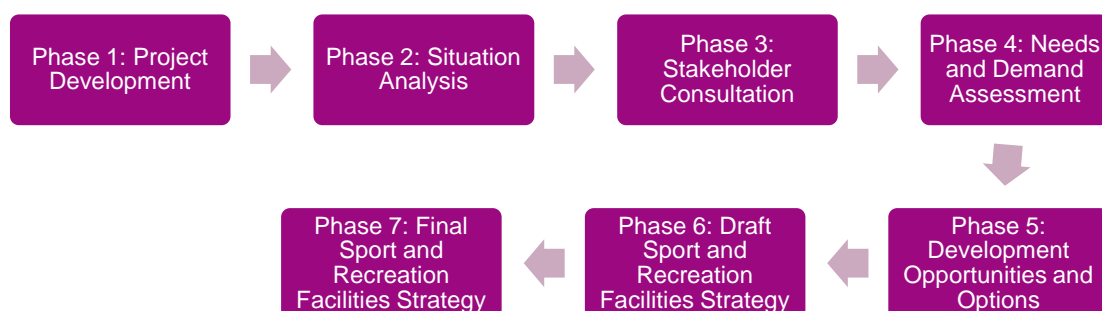 Phase 1: Project
Development
Phase 2: Situation
Analysis
Phase 3:
Stakeholder
Consultation
Phase 4: Needs
and Demand
Assessment
Phase 5:
Development
Opportunities and
Options
Phase 6: Draft
Sport and
Recreation
Facilities Strategy
Phase 7: Final
Sport and
Recreation
Facilities Strategy